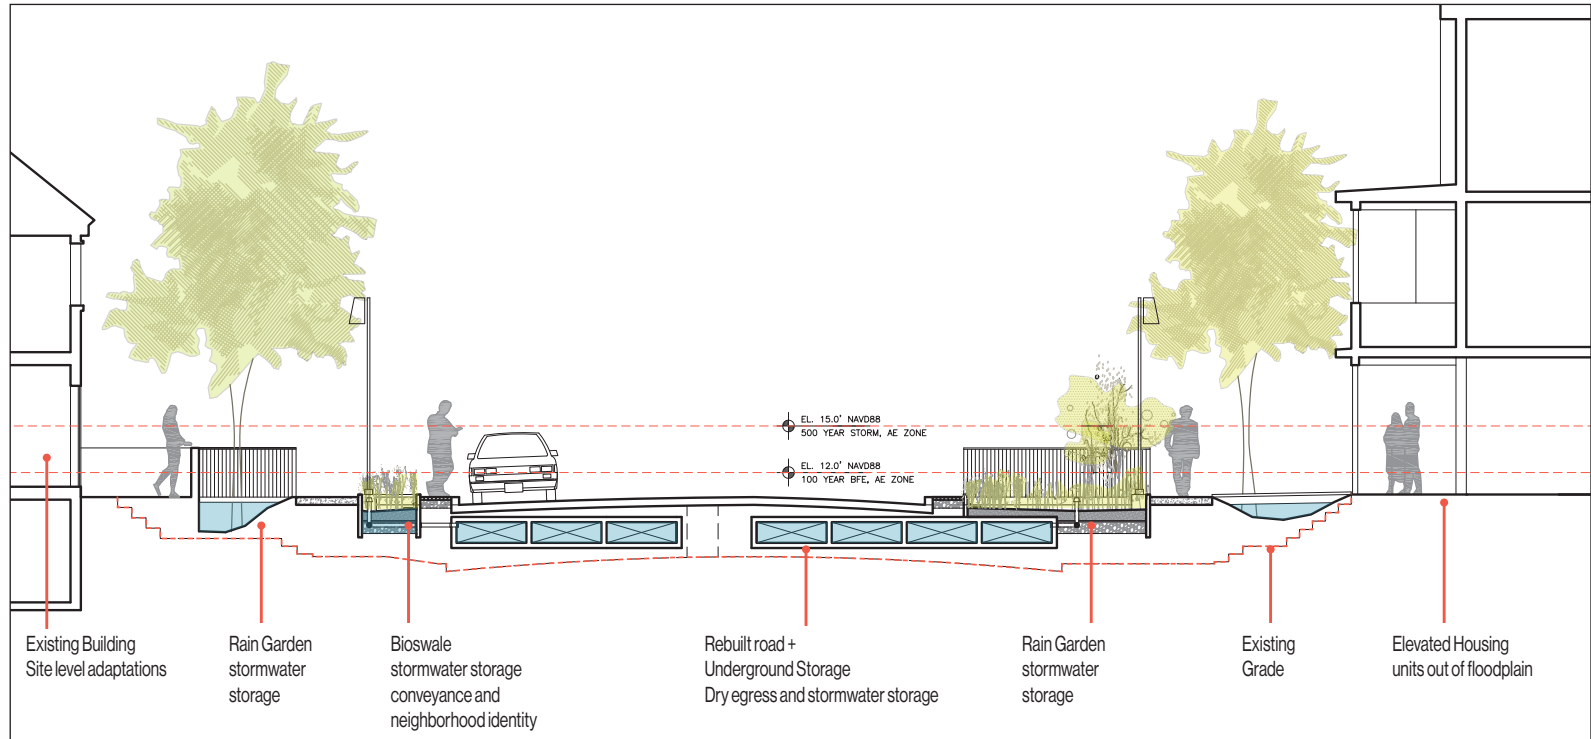 EL. 15.0' NAVD88
500 YEAR STORM, AE ZONE
EL. 12.0' NAVD88
100 YEAR BFE, AE ZONE
Existing Building
Site level adaptations
Rain Garden
stormwater
storage
Bioswale
stormwater storage
conveyance and
neighborhood identity
Rebuilt road +
Underground Storage
Dry egress and stormwater storage
Rain Garden
stormwater
storage
Existing
Grade
Elevated Housing
units out of floodplain